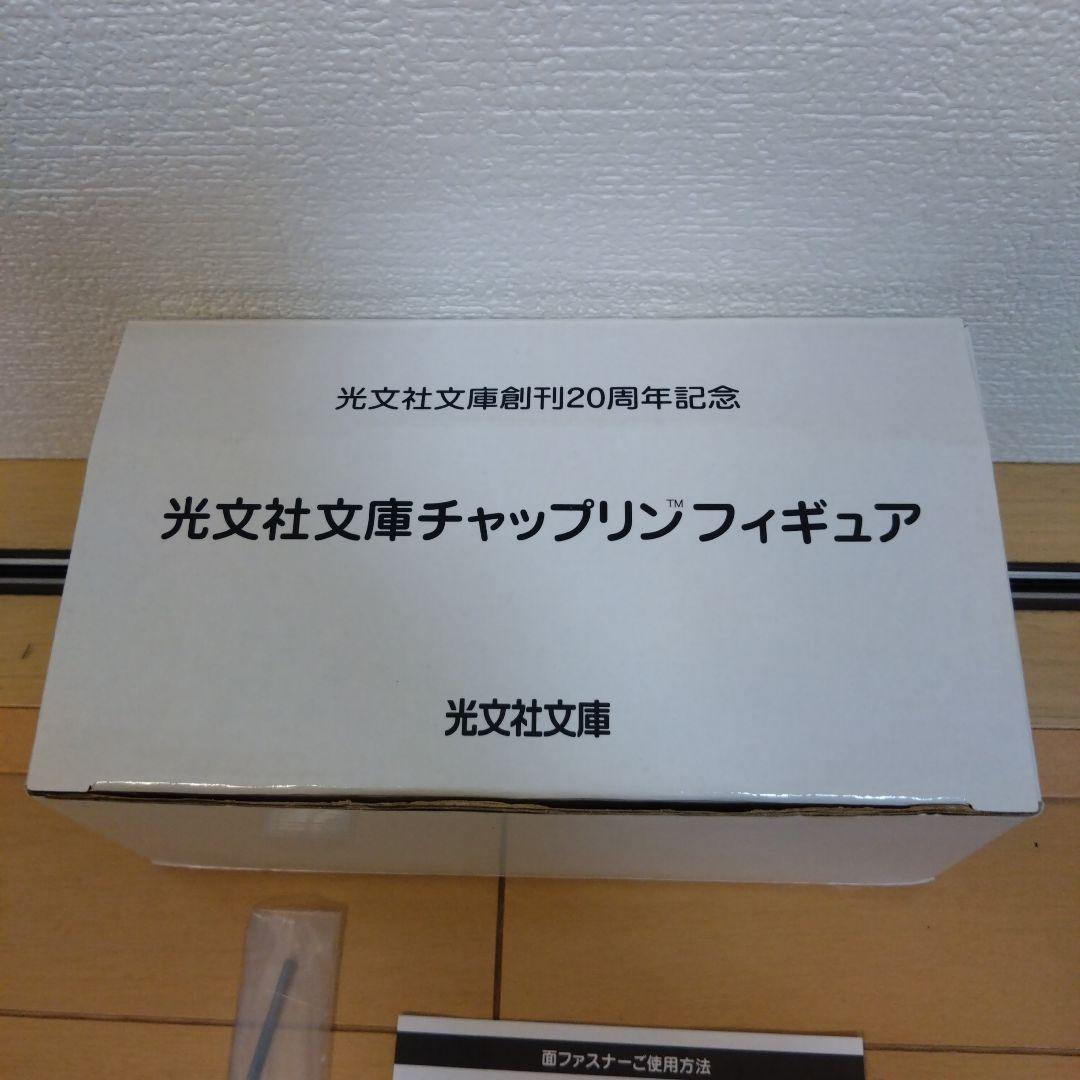 光文社文庫創刊20周年記念
光文社文庫チャップリン™フィギュア
光文社文庫
面ファスナーご使用方法